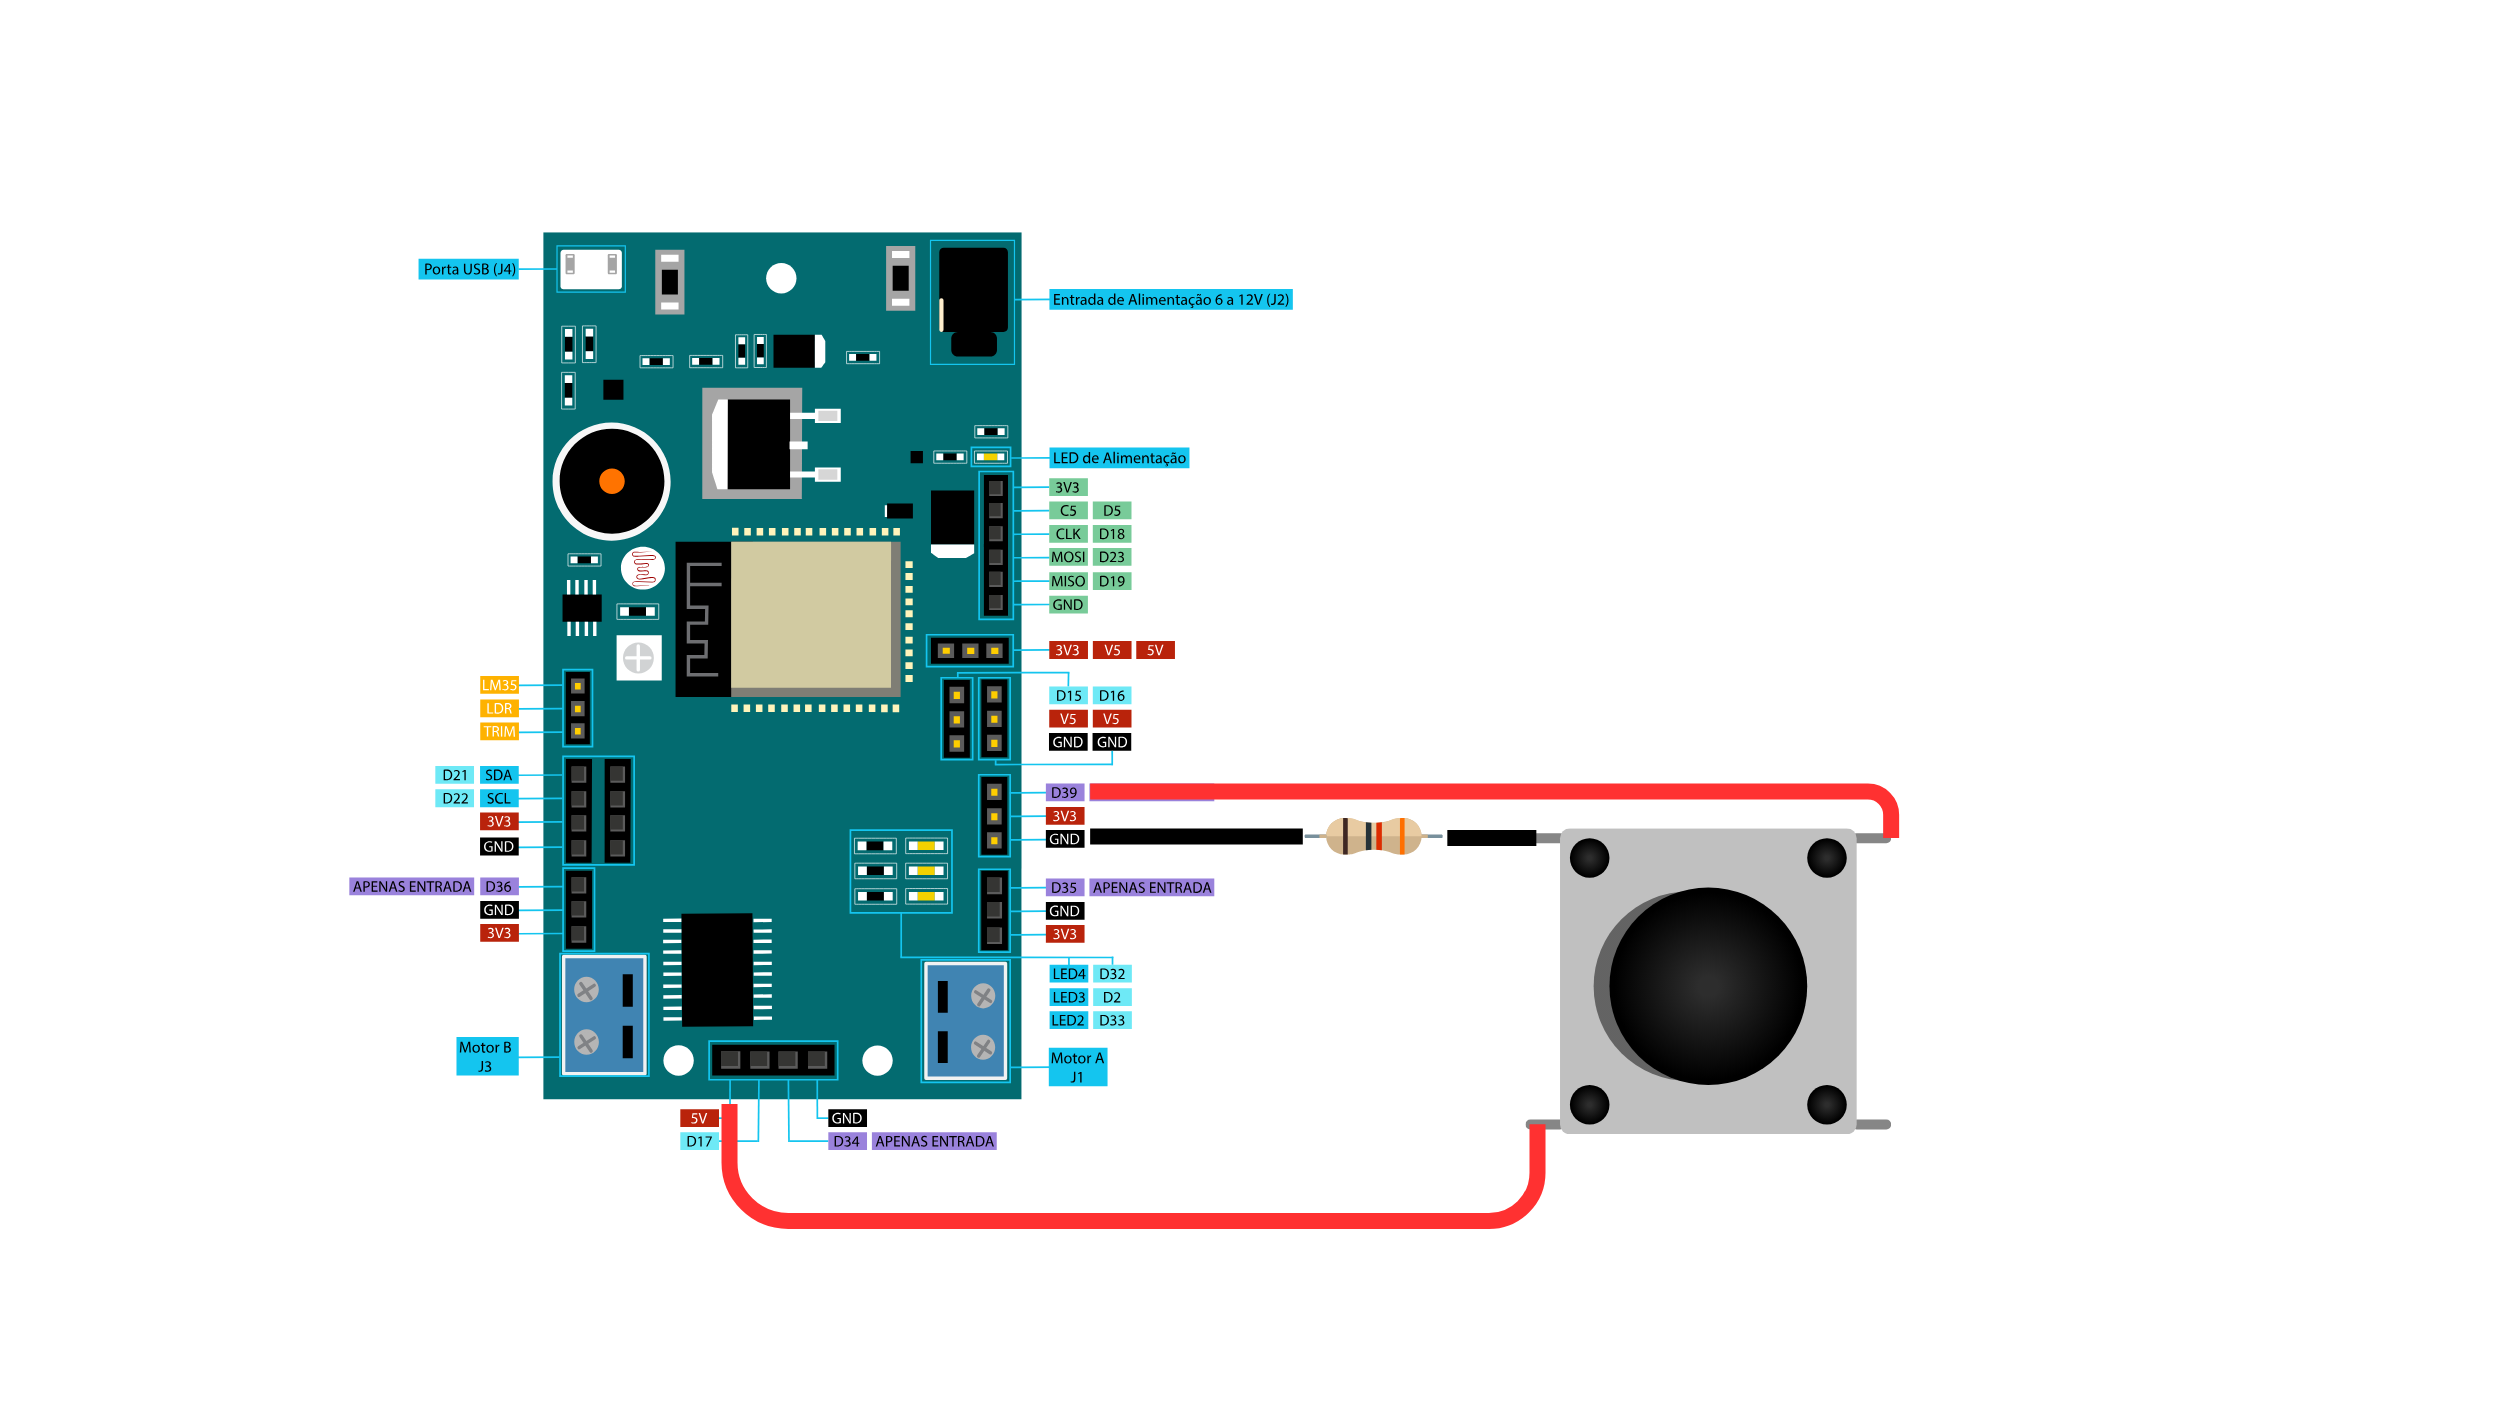 Porta USB (J4)
Entrada de Alimentação 6 a 12V (J2)
LED de Alimentação
3V3
C5 D5
CLK D18
MOSI D23
MISO D19
GND
3V3 V5 5V
D15 D16
V5 V5
GND GND
LM35
LDR
TRIM
D21 SDA
D22 SCL
3V3
GND
D39
3V3
GND
APENAS ENTRADA D36
GND
3V3
D35 APENAS ENTRADA
GND
3V3
LED4 D32
LED3 D2
LED2 D33
Motor B
J3
Motor A
J1
5V
D17
GND
D34 APENAS ENTRADA